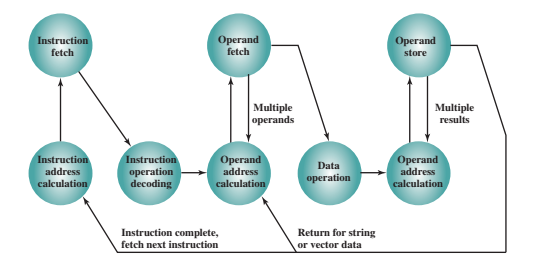 Instruction
fetch
Operand
fetch
Operand
store
Multiple
operands
Multiple
results
Instruction
address
calculation
Instruction
operation
decoding
Operand
address
calculation
Data
operation
Operand
address
calculation
Instruction complete,
fetch next instruction
Return for string
or vector data